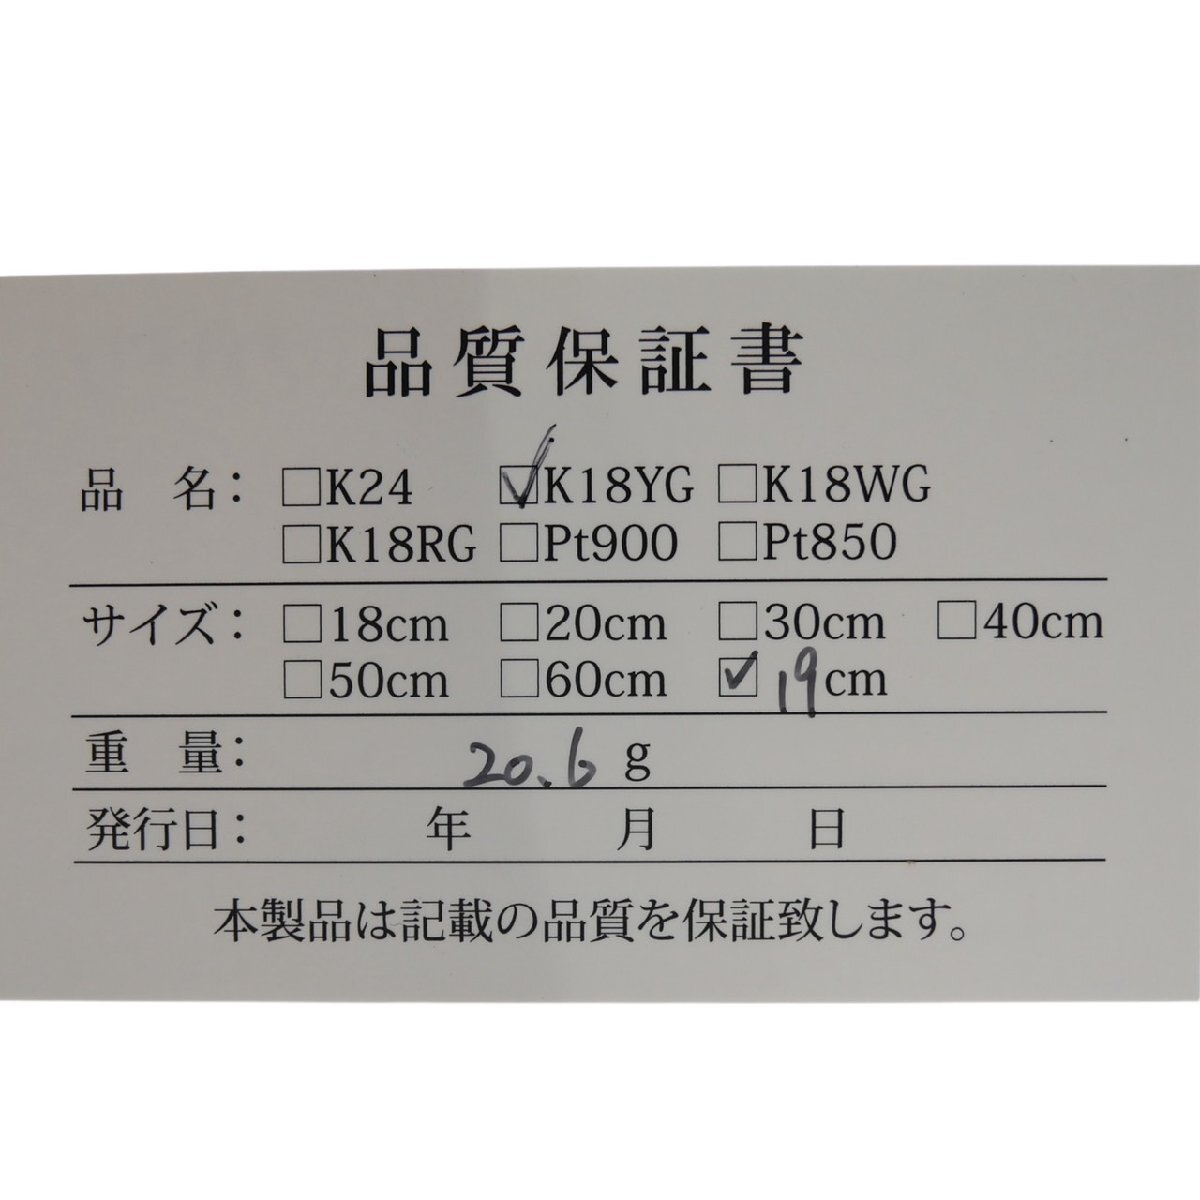 品質保証書
品 名： □K24 ☑K18YG □K18WG
□K18RG □Pt900 □Pt850
サイズ： □18cm □20cm □30cm □40cm
□50cm □60cm ☑19cm
重 量： 20.6 g
発行日： 年 月 日
本製品は記載の品質を保証致します。